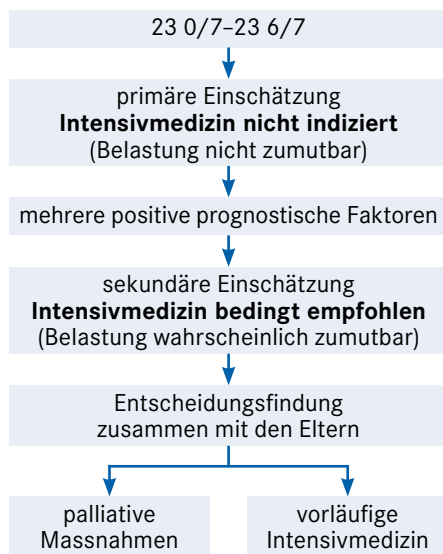 23 0/7–23 6/7
primäre Einschätzung
Intensivmedizin nicht indiziert
(Belastung nicht zumutbar)
mehrere positive prognostische Faktoren
sekundäre Einschätzung
Intensivmedizin bedingt empfohlen
(Belastung wahrscheinlich zumutbar)
Entscheidungsfindung
zusammen mit den Eltern
palliative
Massnahmen
vorläufige
Intensivmedizin